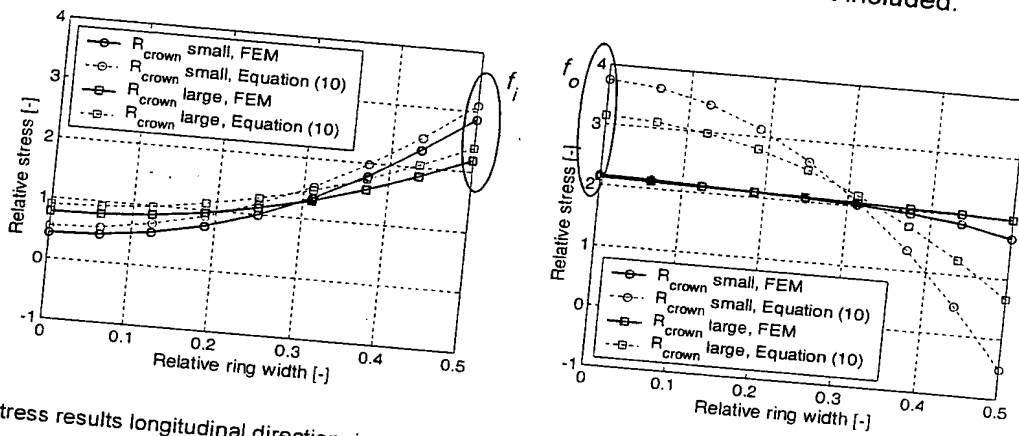 included.
4
3
2
1
0
-1
Relative stress [-]
R crown small, FEM
R crown small, Equation (10)
R crown large, FEM
R crown large, Equation (10)
f i
0
0.1
0.2
0.3
0.4
0.5
Relative ring width [-]
f o
4
3
2
1
0
-1
Relative stress [-]
R crown small, FEM
R crown small, Equation (10)
R crown large, FEM
R crown large, Equation (10)
0
0.1
0.2
0.3
0.4
0.5
Relative ring width [-]
stress results longitudinal direction